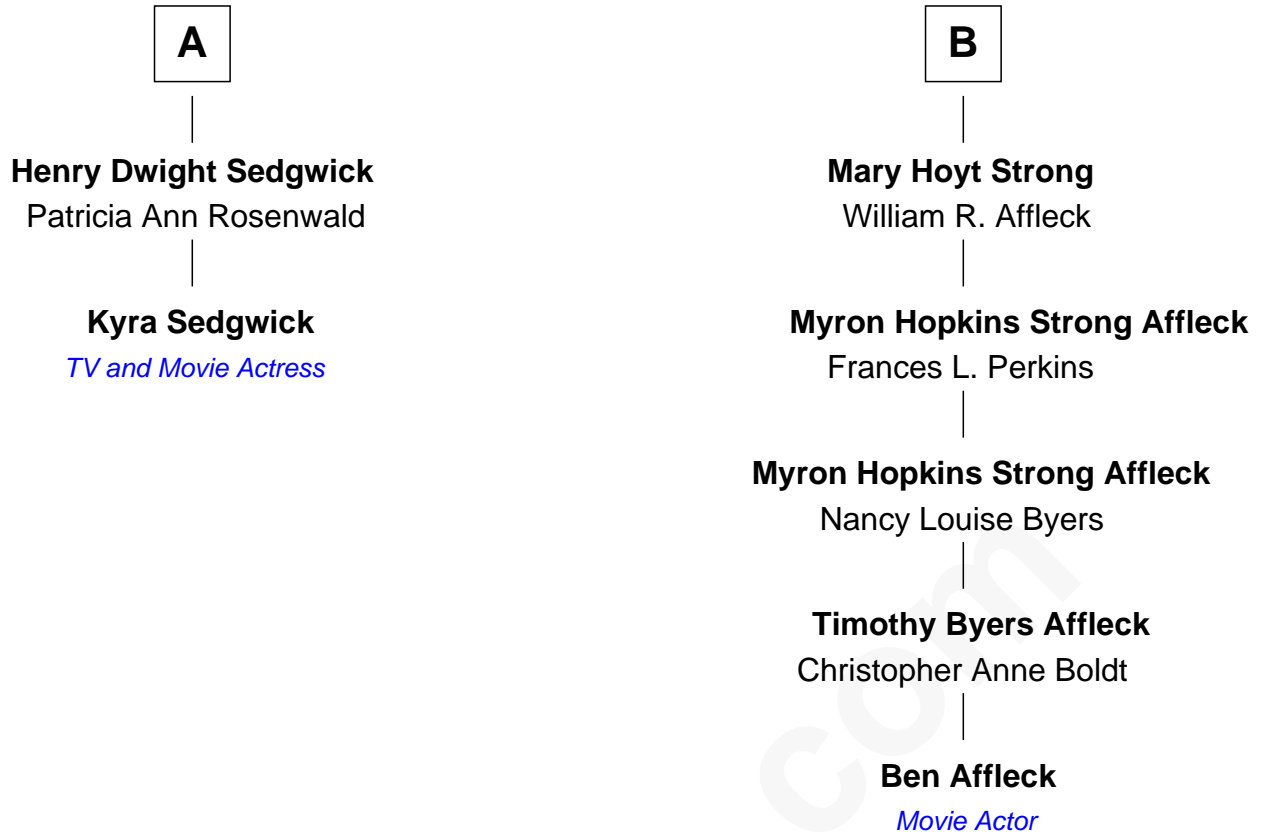 A
Henry Dwight Sedgwick
Patricia Ann Rosenwald
Kyra Sedgwick
TV and Movie Actress
B
Mary Hoyt Strong
William R. Affleck
Myron Hopkins Strong Affleck
Frances L. Perkins
Myron Hopkins Strong Affleck
Nancy Louise Byers
Timothy Byers Affleck
Christopher Anne Boldt
Ben Affleck
Movie Actor
com